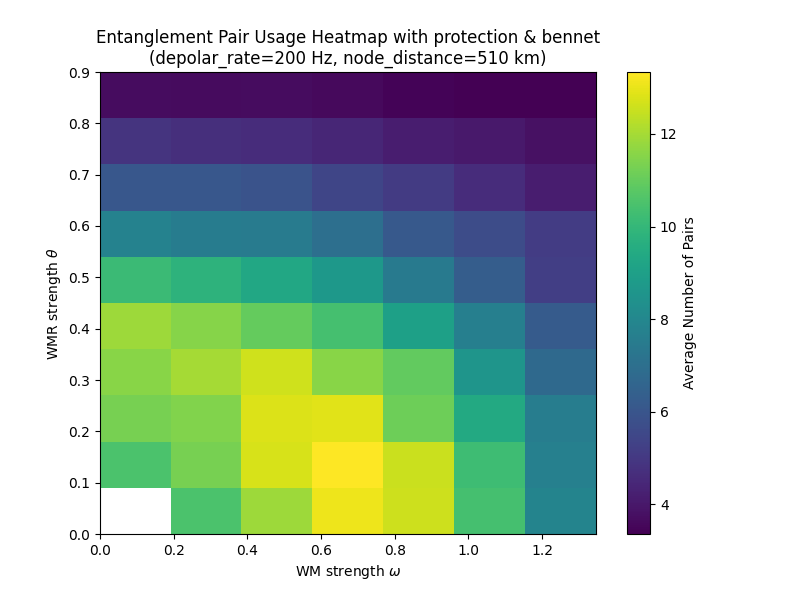 Entanglement Pair Usage Heatmap with protection & bennet
(depolar_rate=200 Hz, node_distance=510 km)
0.9
0.8
0.7
0.6
0.5
0.4
0.3
0.2
0.1
0.0
WMR strength θ
0.0 0.2 0.4 0.6 0.8 1.0 1.2
WM strength ω
12
10
8
6
4
Average Number of Pairs